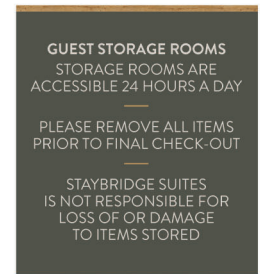 GUEST STORAGE ROOMS
STORAGE ROOMS ARE
ACCESSIBLE 24 HOURS A DAY
PLEASE REMOVE ALL ITEMS
PRIOR TO FINAL CHECK-OUT
STAYBRIDGE SUITES
IS NOT RESPONSIBLE FOR
LOSS OF OR DAMAGE
TO ITEMS STORED